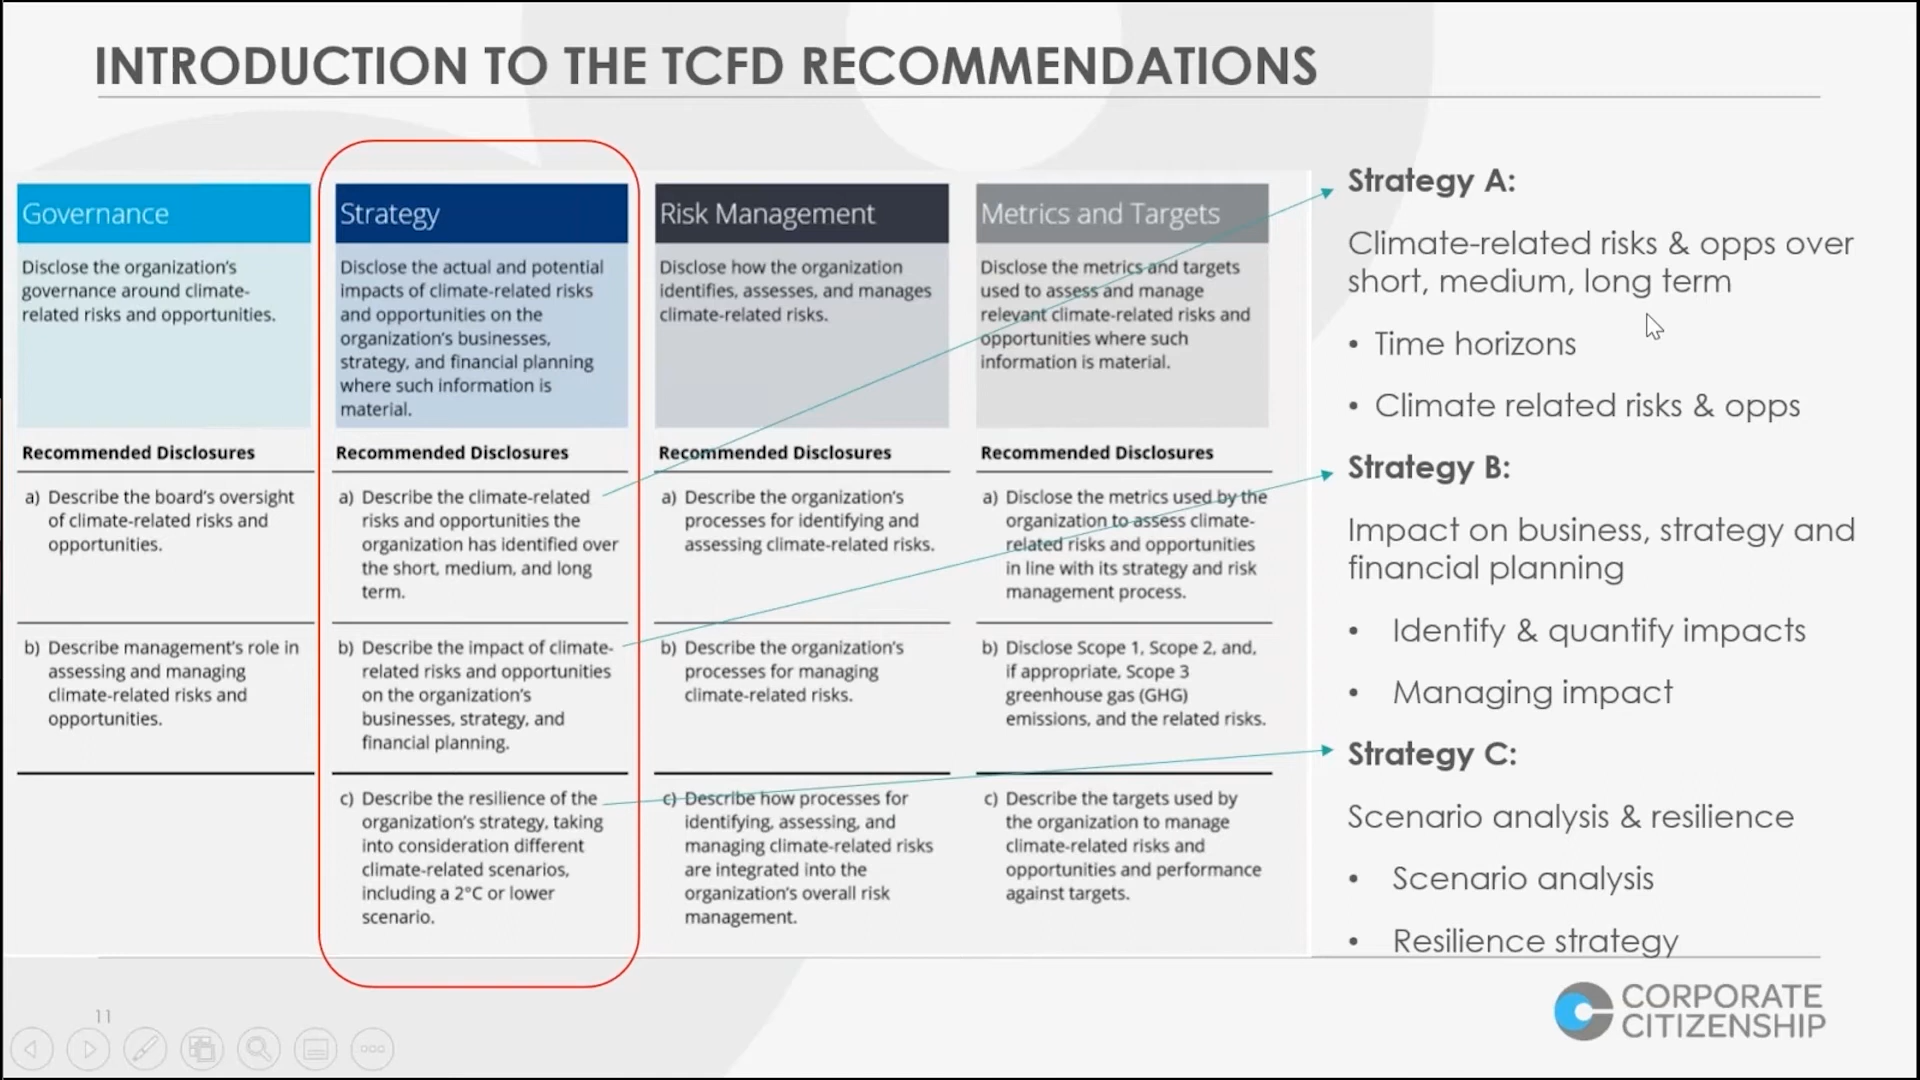 INTRODUCTION TO THE TCFD RECOMMENDATIONS
Governance
Disclose the organization's
governance around climate-
related risks and opportunities.
Recommended Disclosures
a) Describe the board's oversight
of climate-related risks and
opportunities.
b) Describe management's role in
assessing and managing
climate-related risks and
opportunities.
Strategy
Disclose the actual and potential
impacts of climate-related risks
and opportunities on the
organization's businesses,
strategy, and financial planning
where such information is
material.
Recommended Disclosures
a) Describe the climate-related
risks and opportunities the
organization has identified over
the short, medium, and long
term.
b) Describe the impact of climate-
related risks and opportunities
on the organization's
businesses, strategy, and
financial planning.
c) Describe the resilience of the
organization's strategy, taking
into consideration different
climate-related scenarios,
including a 2°C or lower
scenario.
Risk Management
Disclose how the organization
identifies, assesses, and manages
climate-related risks.
Recommended Disclosures
a) Describe the organization's
processes for identifying and
assessing climate-related risks.
b) Describe the organization's
processes for managing
climate-related risks.
c) Describe how processes for
identifying, assessing, and
managing climate-related risks
are integrated into the
organization's overall risk
management.
Metrics and Targets
Disclose the metrics and targets
used to assess and manage
relevant climate-related risks and
opportunities where such
information is material.
Recommended Disclosures
a) Disclose the metrics used by the
organization to assess climate-
related risks and opportunities
in line with its strategy and risk
management process.
b) Disclose Scope 1, Scope 2, and,
if appropriate, Scope 3
greenhouse gas (GHG)
emissions, and the related risks.
c) Describe the targets used by
the organization to manage
climate-related risks and
opportunities and performance
against targets.
Strategy A:
Climate-related risks & opps over
short, medium, long term
• Time horizons
• Climate related risks & opps
Strategy B:
Impact on business, strategy and
financial planning
• Identify & quantify impacts
• Managing impact
Strategy C:
Scenario analysis & resilience
• Scenario analysis
• Resilience strategy
11
CORPORATE
CITIZENSHIP